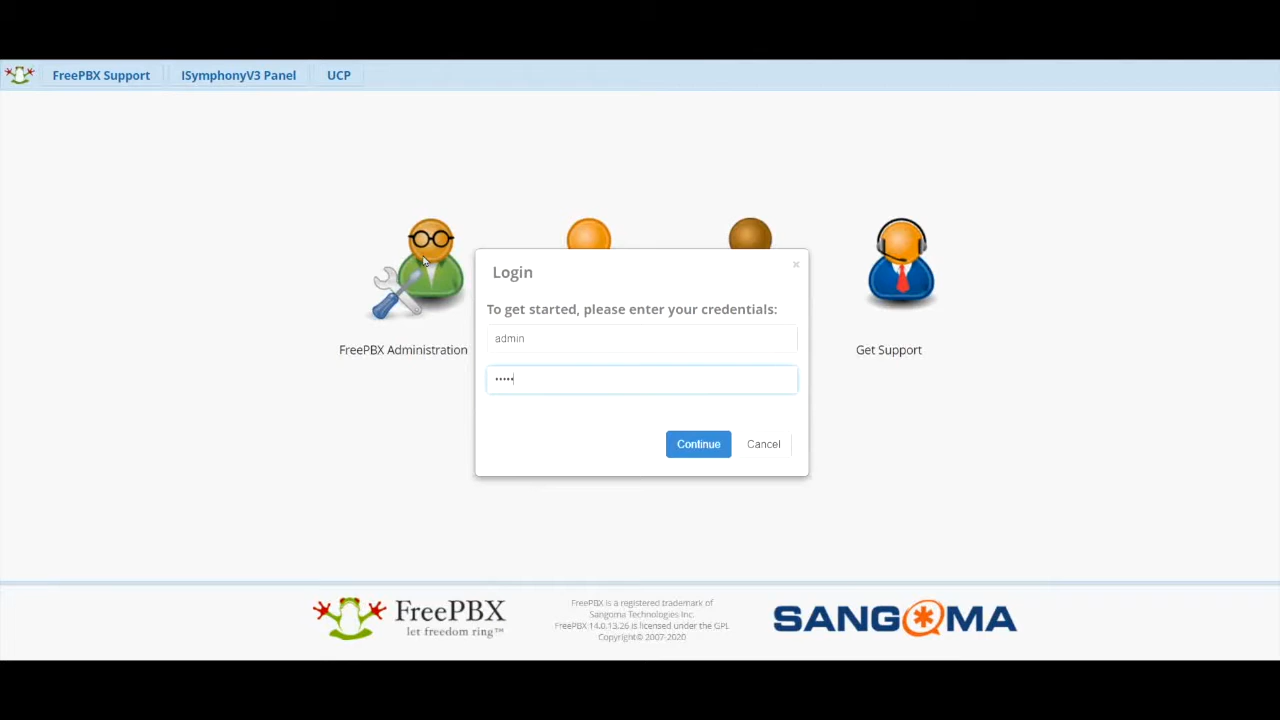 FreePBX Support
ISymphonyV3 Panel
UCP
Login
×
To get started, please enter your credentials:
admin
•••••
Continue
Cancel
FreePBX Administration
Get Support
FreePBX
let freedom ring™
FreePBX is a registered trademark of
Sangoma Technologies Inc.
FreePBX 14.0.13.26 is licensed under the GPL
Copyright© 2007-2020
SANGOMA